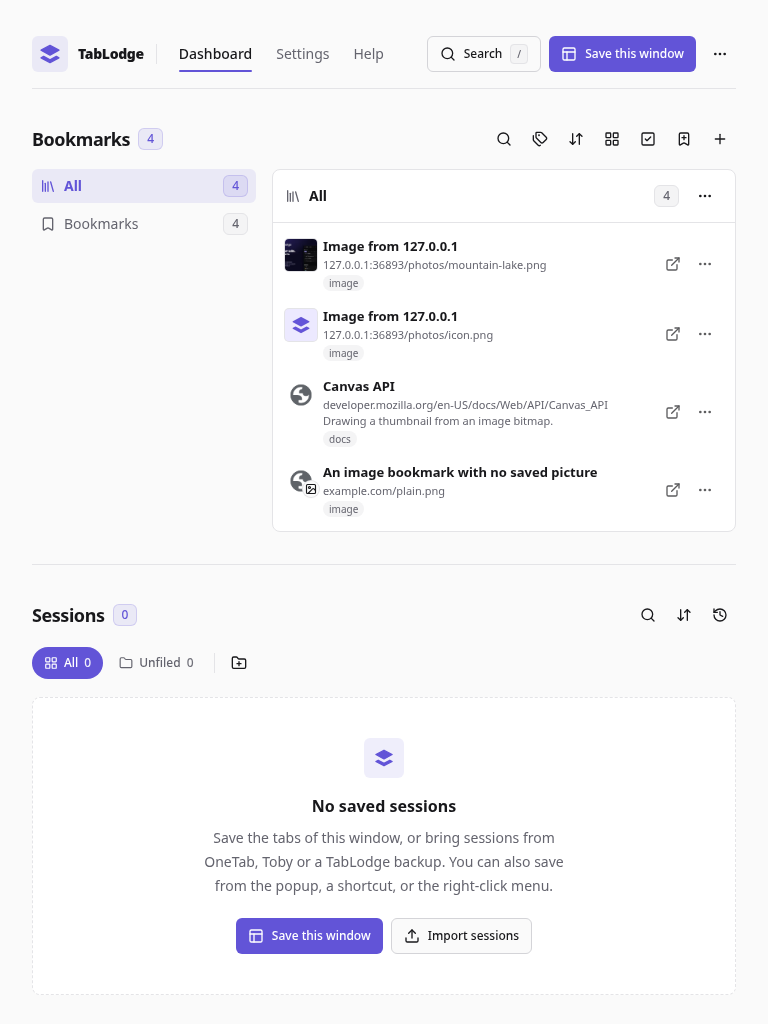 TabLodge
Dashboard
Settings
Help
Search /
Save this window
Bookmarks 4
All 4
Bookmarks 4
All 4
Image from 127.0.0.1
127.0.0.1:36893/photos/mountain-lake.png
image
Image from 127.0.0.1
127.0.0.1:36893/photos/icon.png
image
Canvas API
developer.mozilla.org/en-US/docs/Web/API/Canvas_API
Drawing a thumbnail from an image bitmap.
docs
An image bookmark with no saved picture
example.com/plain.png
image
Sessions 0
All 0
Unfiled 0
No saved sessions
Save the tabs of this window, or bring sessions from
OneTab, Toby or a TabLodge backup. You can also save
from the popup, a shortcut, or the right-click menu.
Save this window
Import sessions